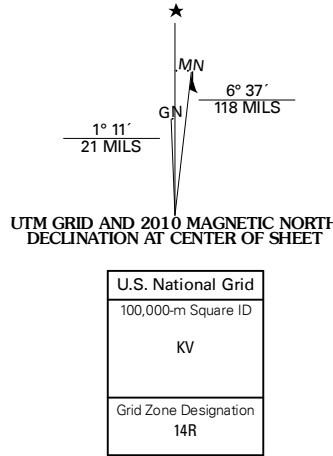 ★
MN
GN
6° 37´
118 MILS
1° 11´
21 MILS
UTM GRID AND 2010 MAGNETIC NORTH
DECLINATION AT CENTER OF SHEET
U.S. National Grid
100,000-m Square ID
KV
Grid Zone Designation
14R